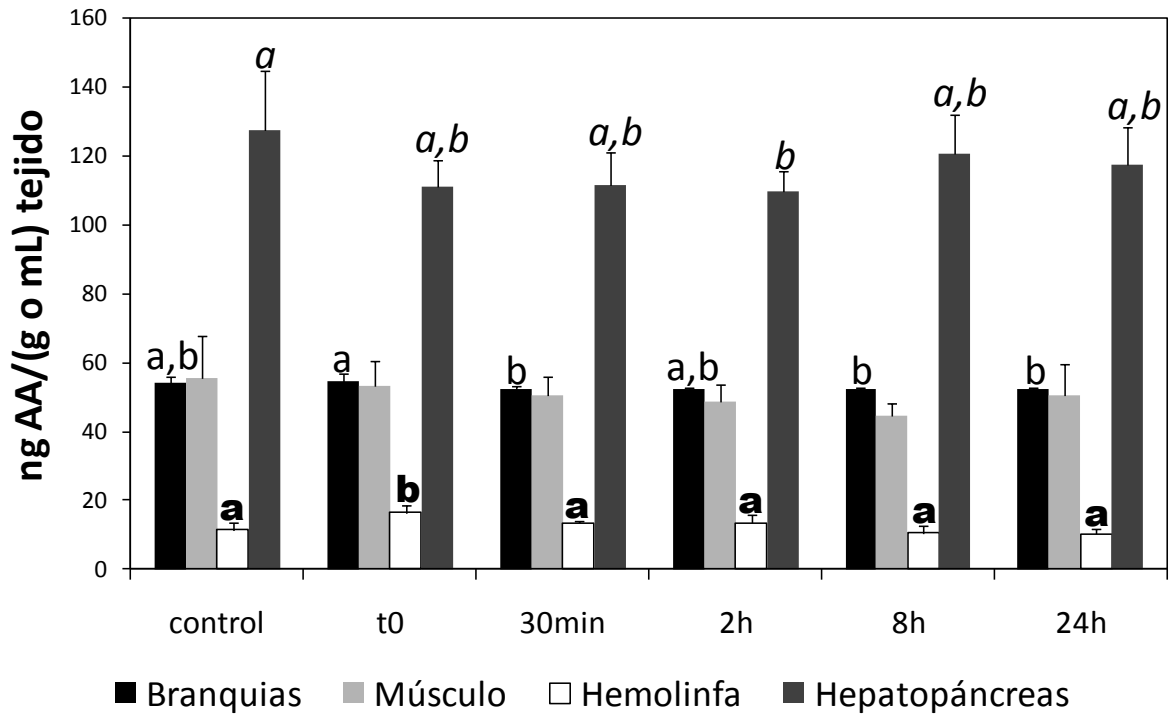 ng AA/(g o mL) tejido
160
140
120
100
80
60
40
20
0
a,b
a
a
a
b
a,b
b
a
a,b
a,b
a
b
b
a
a,b
b
a
a,b
control
t0
30min
2h
8h
24h
Branquias
Músculo
Hemolinfa
Hepatopáncreas